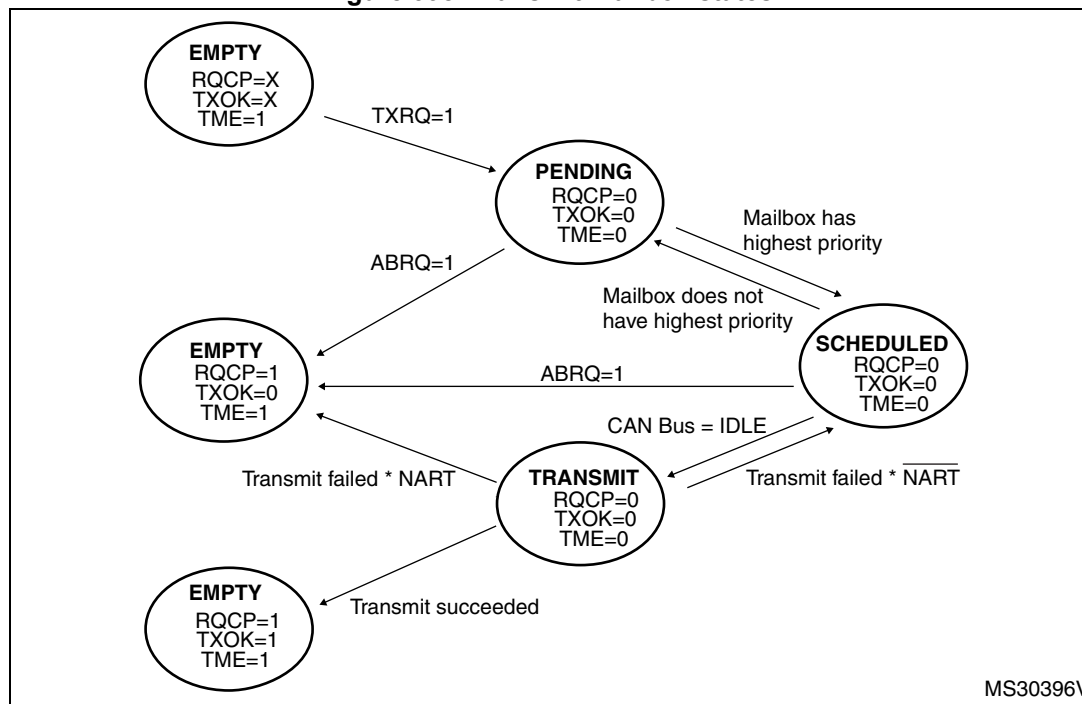 EMPTY
RQCP=X
TXOK=X
TME=1
TXRQ=1
PENDING
RQCP=0
TXOK=0
TME=0
Mailbox has
highest priority
ABRQ=1
Mailbox does not
have highest priority
EMPTY
RQCP=1
TXOK=0
TME=1
SCHEDULED
RQCP=0
TXOK=0
TME=0
ABRQ=1
CAN Bus = IDLE
Transmit failed * NART
TRANSMIT
RQCP=0
TXOK=0
TME=0
Transmit failed * N̅A̅R̅T̅
EMPTY
RQCP=1
TXOK=1
TME=1
Transmit succeeded
MS30396V